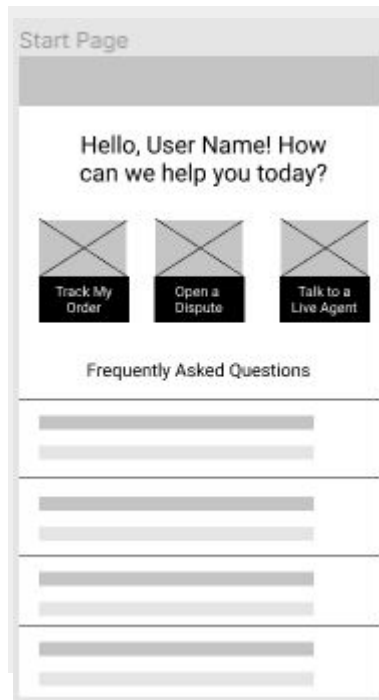 Start Page
Hello, User Name! How
can we help you today?
Track My
Order
Open a
Dispute
Talk to a
Live Agent
Frequently Asked Questions